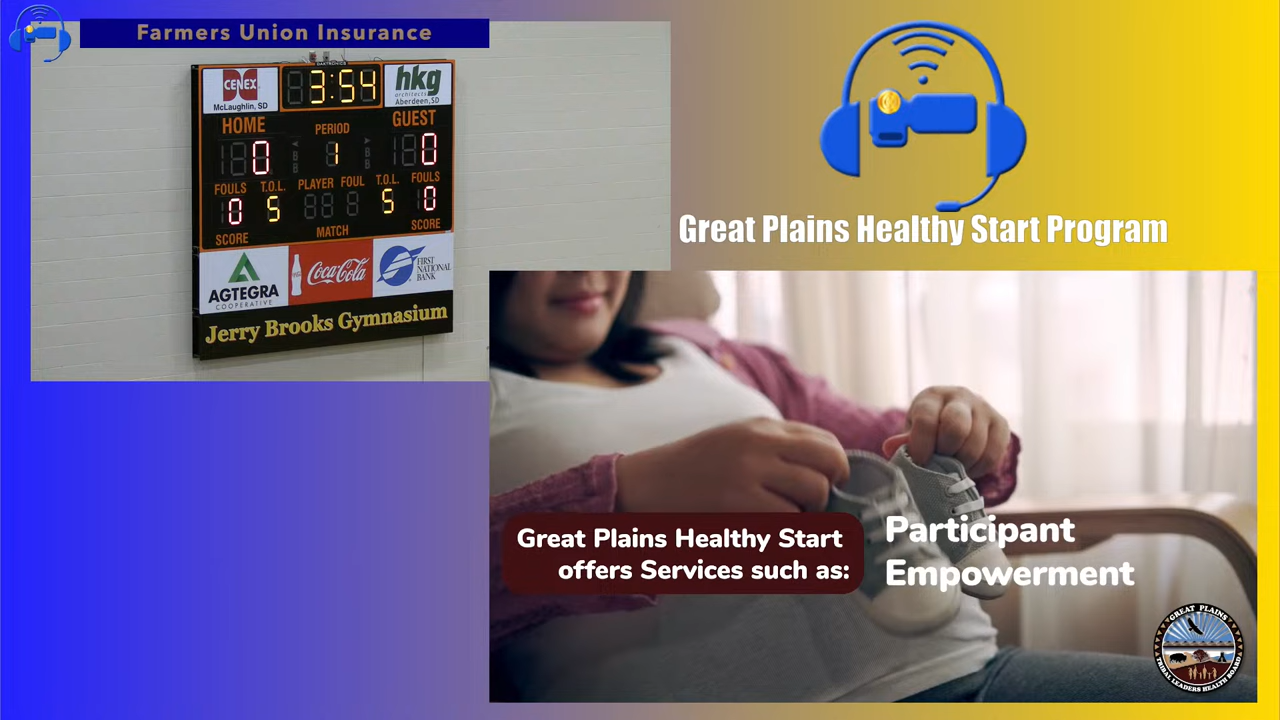 Farmers Union Insurance
DAKTRONICS
CENEX
McLaughlin, SD
3:54
hkg
architects
Aberdeen, SD
HOME
PERIOD
GUEST
0
1
0
FOULS
T.O.L.
PLAYER
FOUL
T.O.L.
FOULS
0
5
5
0
SCORE
MATCH
SCORE
AGTEGRA
COOPERATIVE
Coca-Cola
FIRST
NATIONAL
BANK
Jerry Brooks Gymnasium
Great Plains Healthy Start Program
Great Plains Healthy Start
offers Services such as:
Participant
Empowerment
GREAT PLAINS
TRIBAL LEADERS HEALTH BOARD